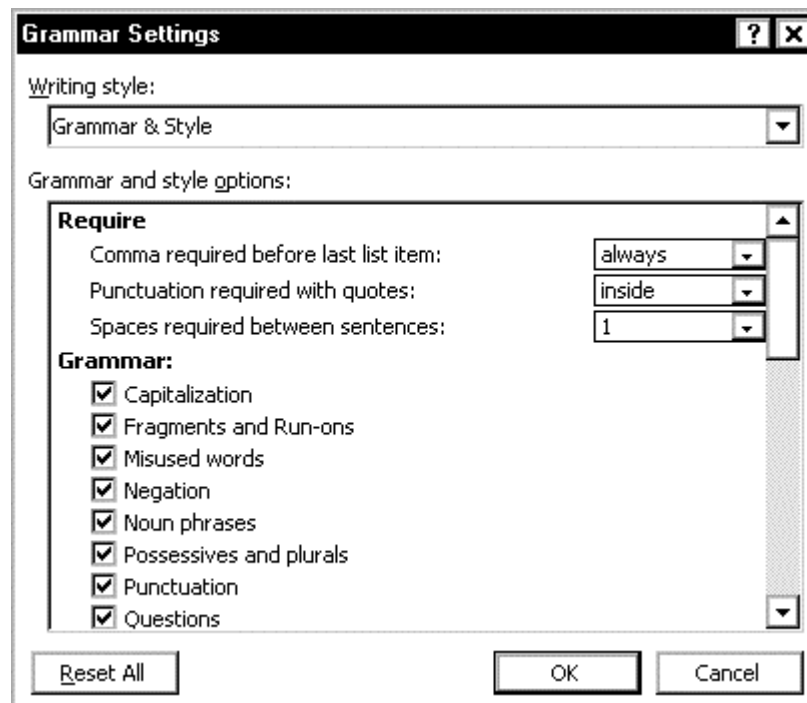 Grammar Settings
Writing style:
Grammar & Style
Grammar and style options:
Require
Comma required before last list item: always
Punctuation required with quotes: inside
Spaces required between sentences: 1
Grammar:
Capitalization
Fragments and Run-ons
Misused words
Negation
Noun phrases
Possessives and plurals
Punctuation
Questions
Reset All OK Cancel